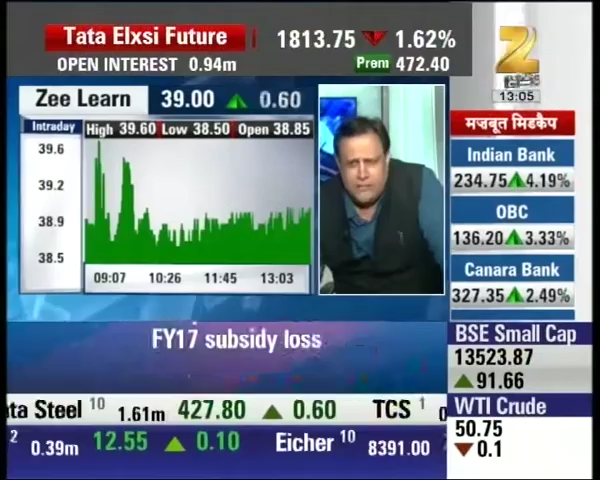 Tata Elxsi Future 1813.75 1.62%
OPEN INTEREST 0.94m Prem 472.40
13:05
Zee Learn 39.00 0.60
Intraday High 39.60 Low 38.50 Open 38.85
39.6
39.2
38.9
38.5
09:07 10:26 11:45 13:03
मजबूत मिडकैप
Indian Bank
234.75 4.19%
OBC
136.20 3.33%
Canara Bank
327.35 2.49%
FY17 subsidy loss
BSE Small Cap
13523.87
91.66
WTI Crude
50.75
0.1
ta Steel 10 1.61m 427.80 0.60 TCS 1
2 0.39m 12.55 0.10 Eicher 10 8391.00